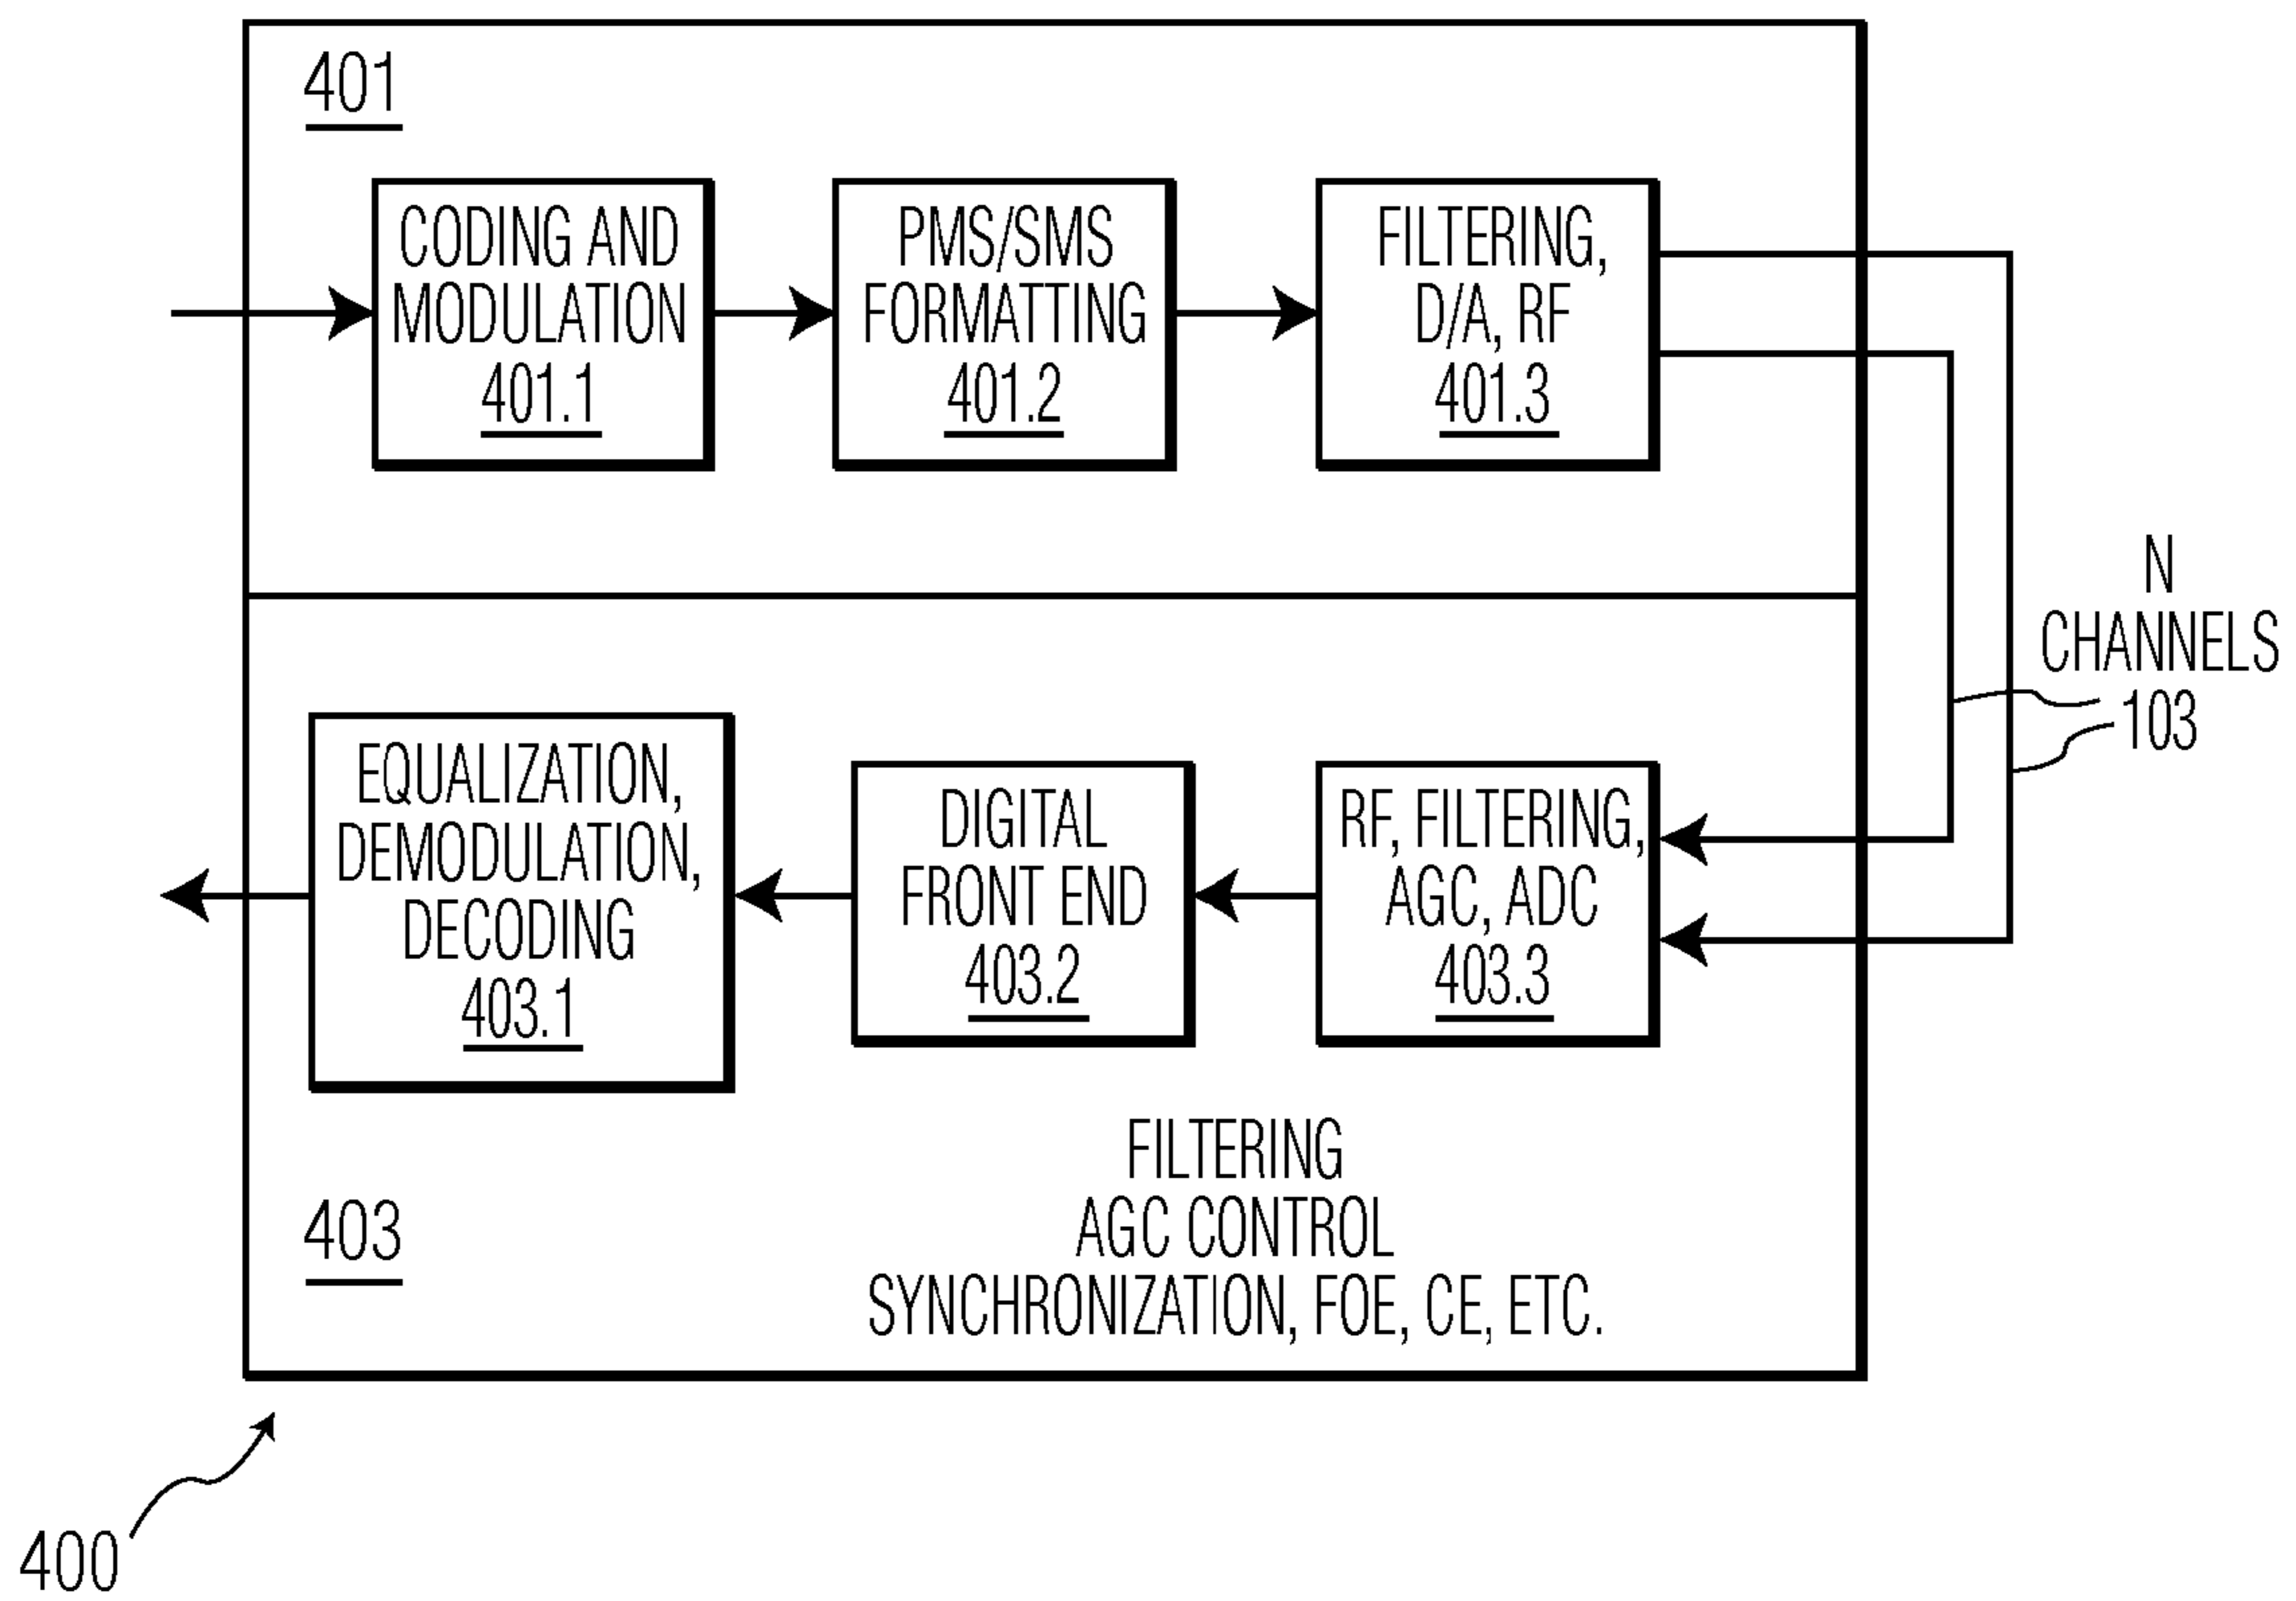 401
CODING AND
MODULATION
401.1
PMS/SMS
FORMATTING
401.2
FILTERING,
D/A, RF
401.3
N
CHANNELS
103
EQUALIZATION,
DEMODULATION,
DECODING
403.1
DIGITAL
FRONT END
403.2
RF, FILTERING,
AGC, ADC
403.3
FILTERING
AGC CONTROL
SYNCHRONIZATION, FOE, CE, ETC.
403
400